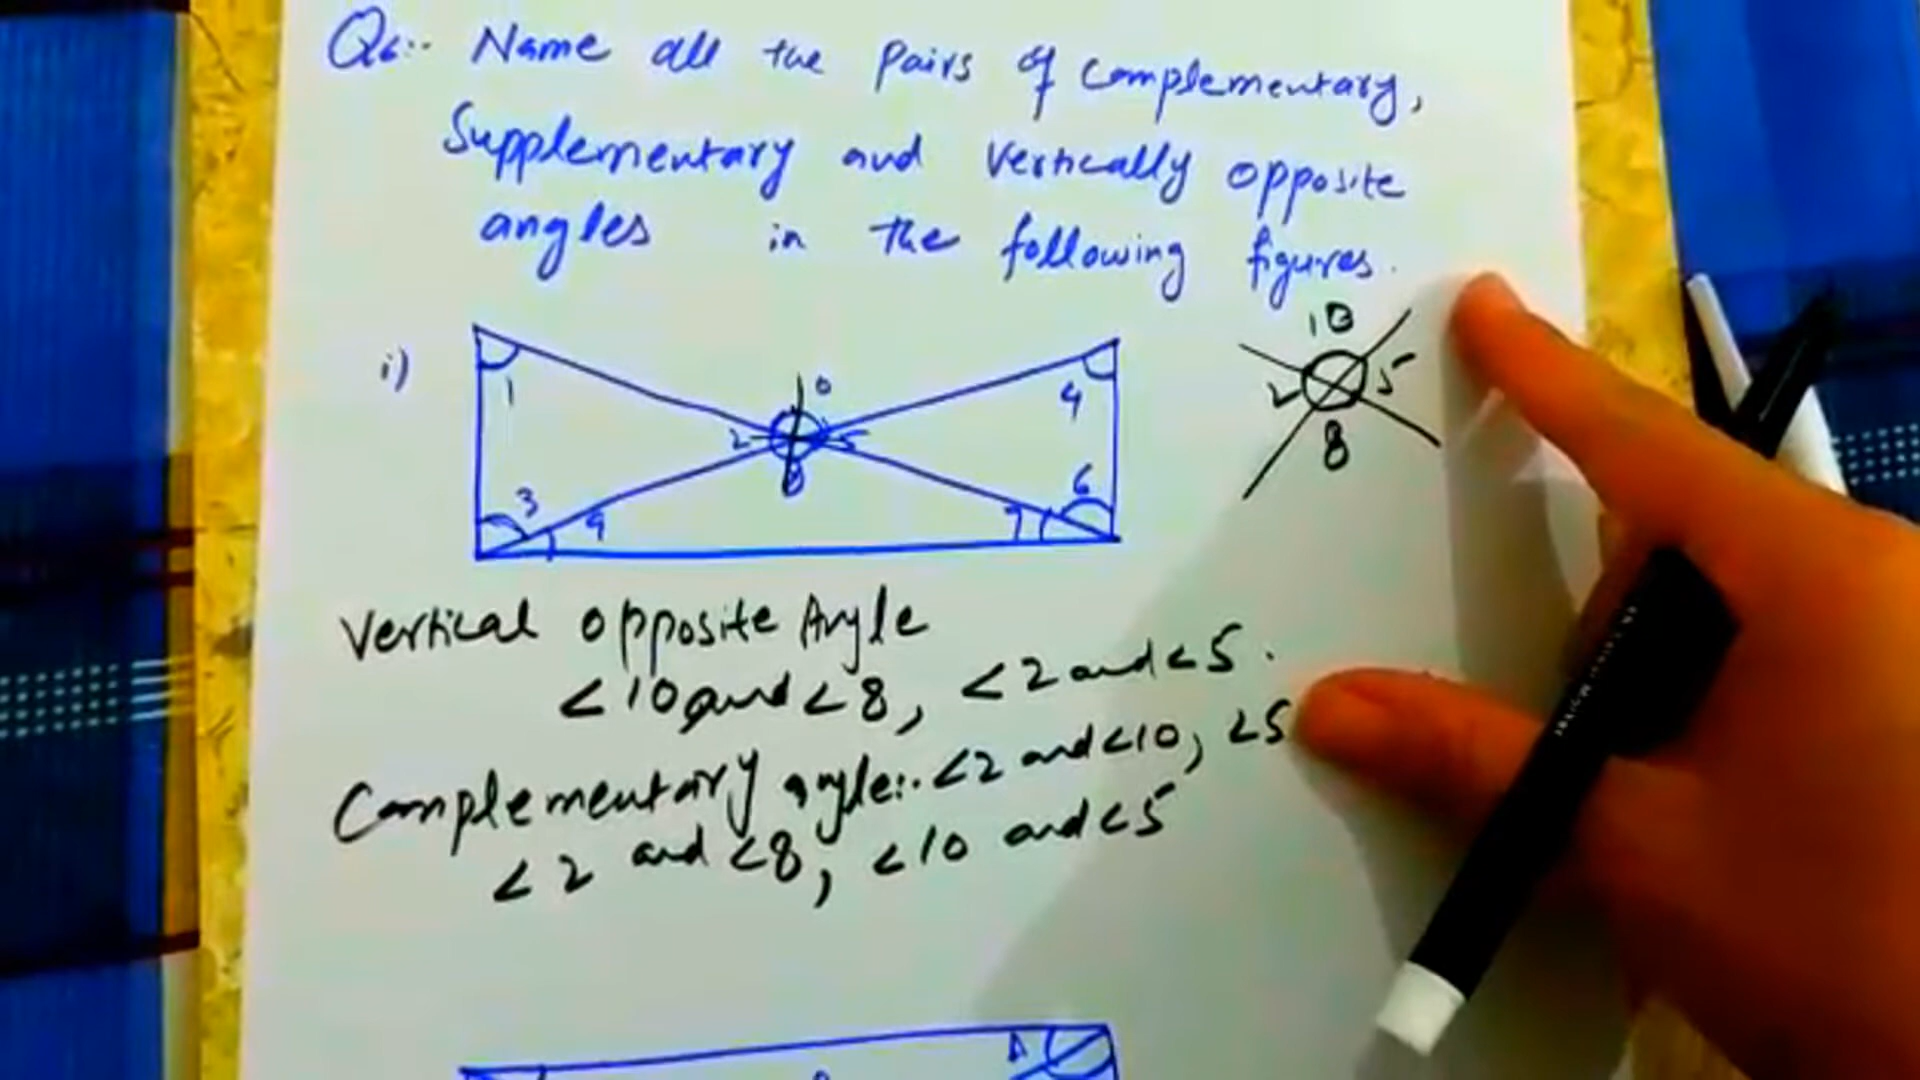 Q6:- Name all the pairs of complementary,
Supplementary and vertically opposite
angles in the following figures.
i)
1
2
3
9
0
5
8
4
6
7
10
2
5
8
Vertical opposite Angle
<10 and <8, <2 and <5.
Complementary angle:- <2 and <10, <5
<2 and <8, <10 and <5